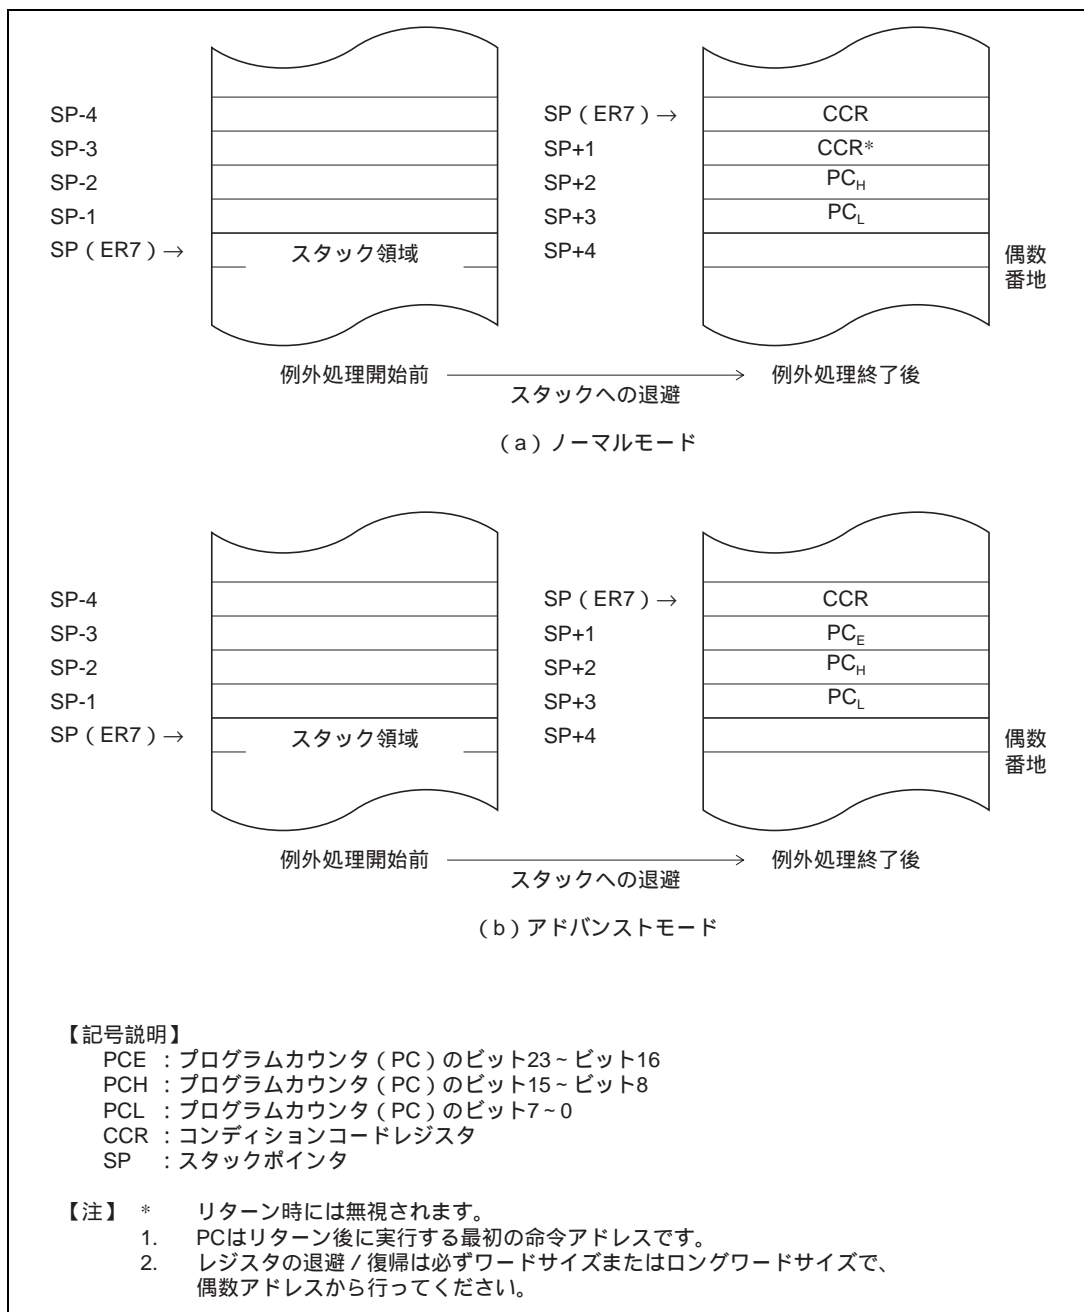 SP-4 SP（ER7）→ CCR
SP-3 SP+1 CCR*
SP-2 SP+2 PCH
SP-1 SP+3 PCL
SP（ER7）→ スタック領域 SP+4 偶数
番地
例外処理開始前 例外処理終了後
スタックへの退避
（a）ノーマルモード
SP-4 SP（ER7）→ CCR
SP-3 SP+1 PCE
SP-2 SP+2 PCH
SP-1 SP+3 PCL
SP（ER7）→ スタック領域 SP+4 偶数
番地
例外処理開始前 例外処理終了後
スタックへの退避
（b）アドバンストモード
【記号説明】
PCE ：プログラムカウンタ（PC）のビット23～ビット16
PCH ：プログラムカウンタ（PC）のビット15～ビット8
PCL ：プログラムカウンタ（PC）のビット7～0
CCR ：コンディションコードレジスタ
SP ：スタックポインタ
【注】 * リターン時には無視されます。
1. PCはリターン後に実行する最初の命令アドレスです。
2. レジスタの退避／復帰は必ずワードサイズまたはロングワードサイズで、
偶数アドレスから行ってください。